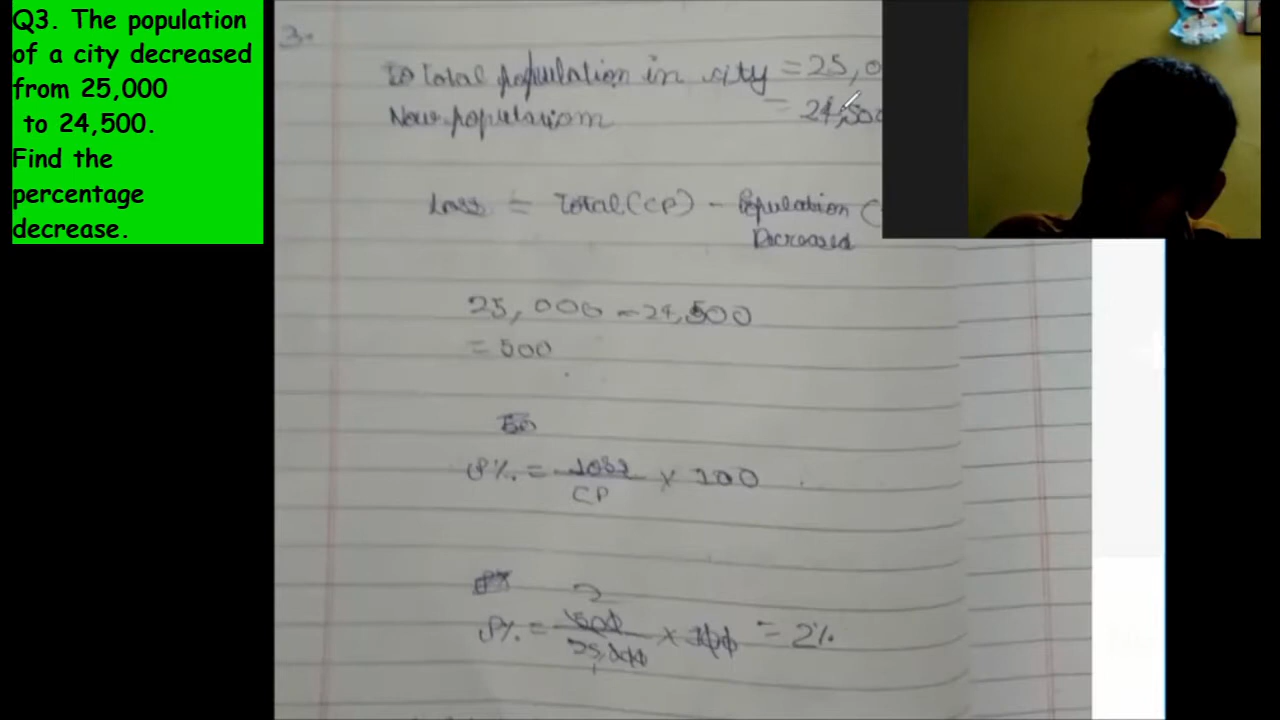 Q3. The population
of a city decreased
from 25,000
to 24,500.
Find the
percentage
decrease.
3.
Total population in city = 25,0
New population = 24,500
Loss = Total (CP) - Population (
Decreased
25,000 - 24,500
= 500
% = Loss / CP × 100
% = 500 / 25,000 × 100 = 2%
2